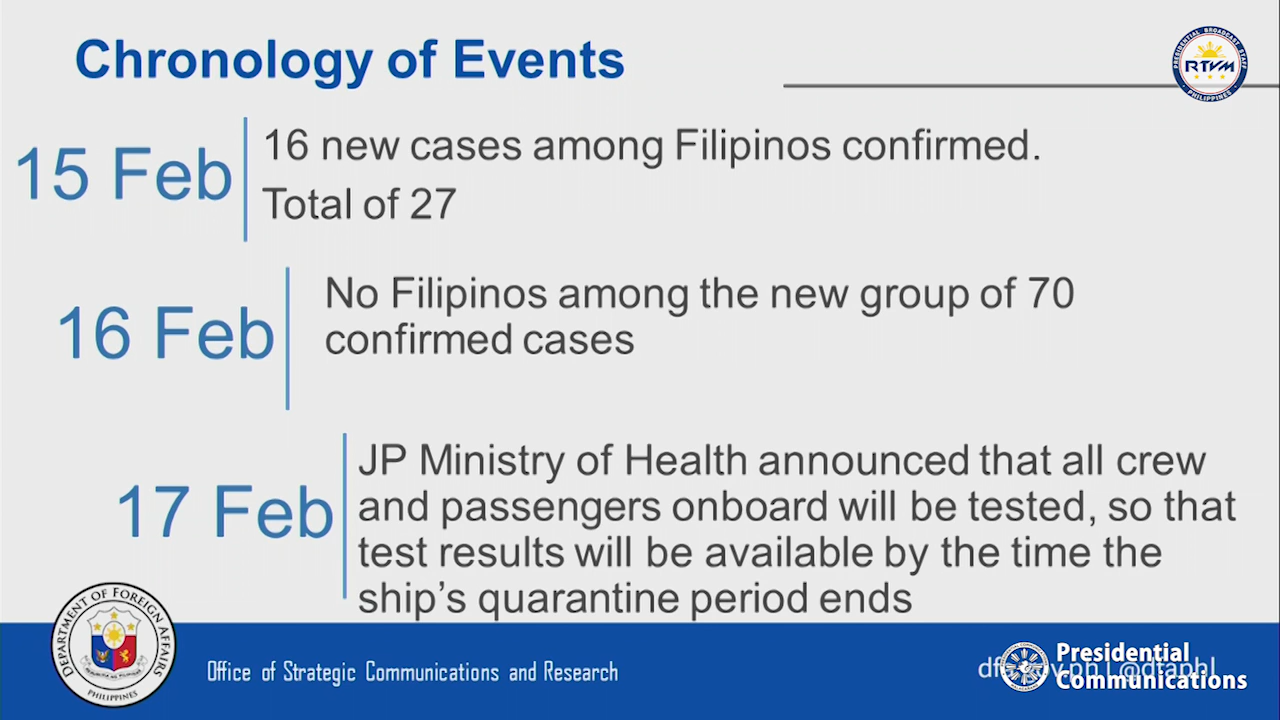 Chronology of Events
PRESIDENTIAL BROADCAST STAFF
RTVM
PHILIPPINES
15 Feb
16 new cases among Filipinos confirmed.
Total of 27
16 Feb
No Filipinos among the new group of 70
confirmed cases
17 Feb
JP Ministry of Health announced that all crew
and passengers onboard will be tested, so that
test results will be available by the time the
ship's quarantine period ends
DEPARTMENT OF FOREIGN AFFAIRS
PHILIPPINES
Office of Strategic Communications and Research
Presidential
Communications